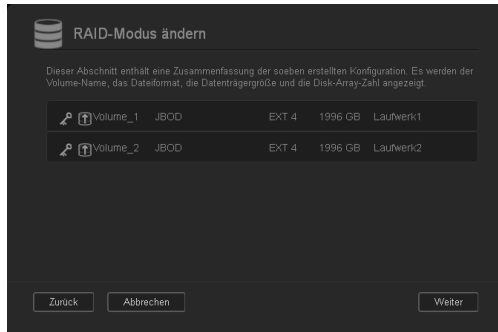 RAID-Modus ändern
Dieser Abschnitt enthält eine Zusammenfassung der soeben erstellten Konfiguration. Es werden der
Volume-Name, das Dateiformat, die Datenträgergröße und die Disk-Array-Zahl angezeigt.
Volume_1 JBOD EXT 4 1996 GB Laufwerk1
Volume_2 JBOD EXT 4 1996 GB Laufwerk2
Zurück Abbrechen Weiter